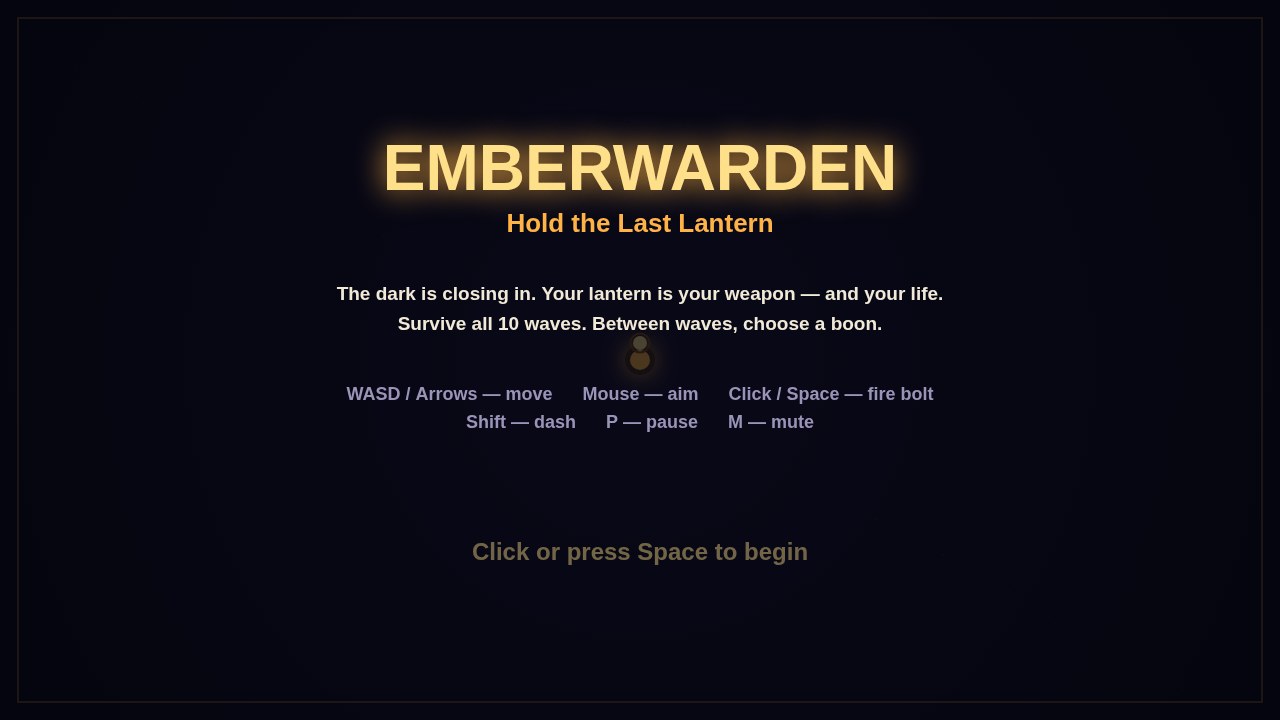 EMBERWARDEN
Hold the Last Lantern
The dark is closing in. Your lantern is your weapon — and your life.
Survive all 10 waves. Between waves, choose a boon.
WASD / Arrows — move Mouse — aim Click / Space — fire bolt
Shift — dash P — pause M — mute
Click or press Space to begin